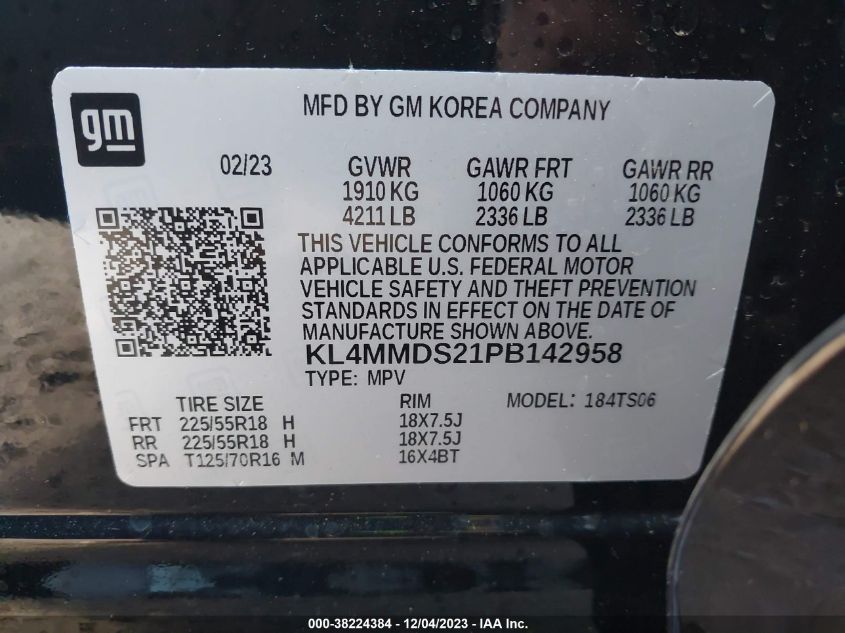 gm
MFD BY GM KOREA COMPANY
02/23 GVWR GAWR FRT GAWR RR
1910 KG 1060 KG 1060 KG
4211 LB 2336 LB 2336 LB
THIS VEHICLE CONFORMS TO ALL
APPLICABLE U.S. FEDERAL MOTOR
VEHICLE SAFETY AND THEFT PREVENTION
STANDARDS IN EFFECT ON THE DATE OF
MANUFACTURE SHOWN ABOVE.
KL4MMDS21PB142958
TYPE: MPV
TIRE SIZE RIM MODEL: 184TS06
FRT 225/55R18 H 18X7.5J
RR 225/55R18 H 18X7.5J
SPA T125/70R16 M 16X4BT
000-38224384 - 12/04/2023 - COPYRIGHT IAA, INC.